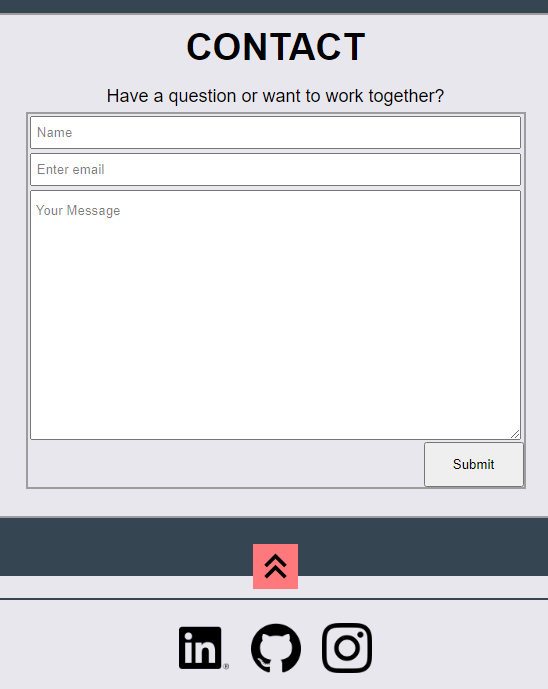 CONTACT
Have a question or want to work together?
Name
Enter email
Your Message
Submit
in